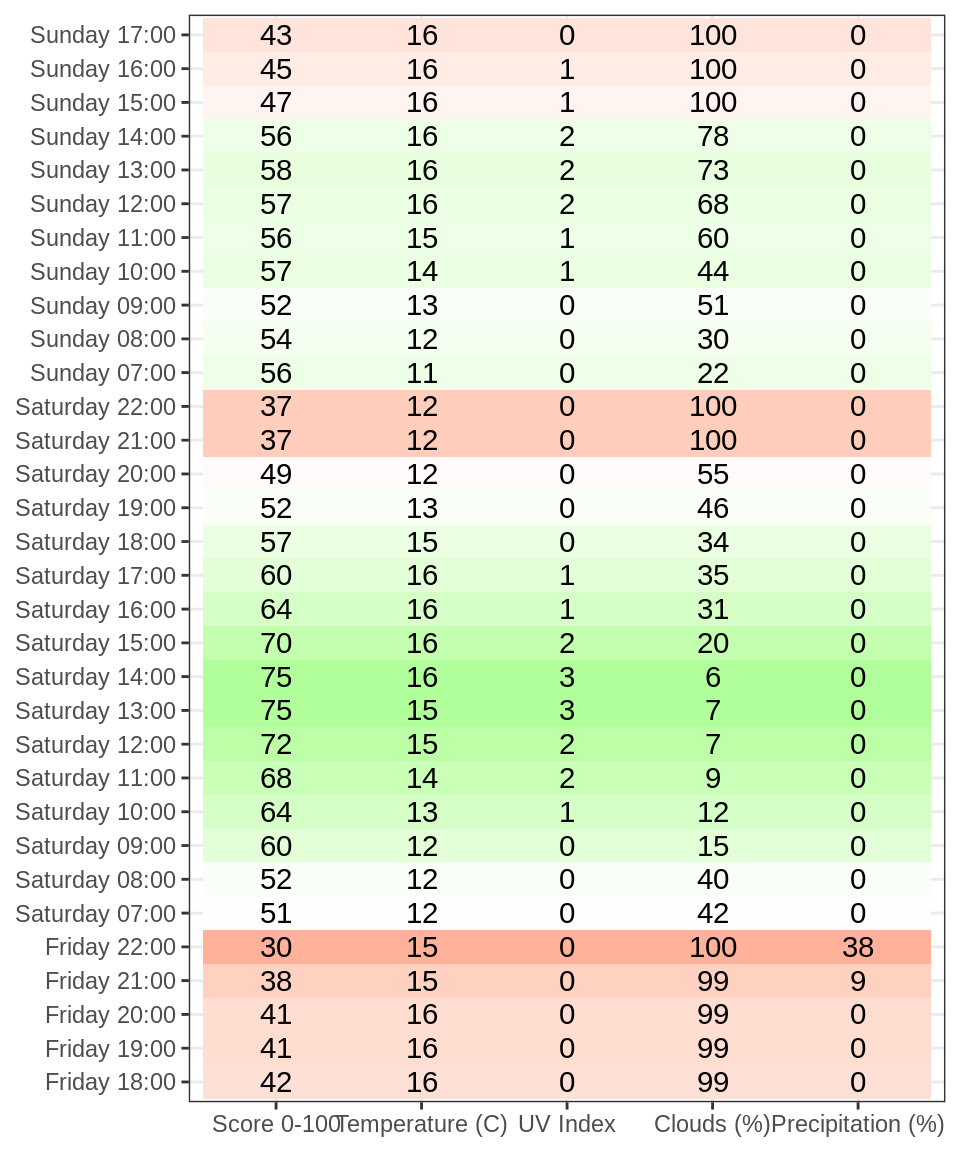 Sunday 17:00 43 16 0 100 0
Sunday 16:00 45 16 1 100 0
Sunday 15:00 47 16 1 100 0
Sunday 14:00 56 16 2 78 0
Sunday 13:00 58 16 2 73 0
Sunday 12:00 57 16 2 68 0
Sunday 11:00 56 15 1 60 0
Sunday 10:00 57 14 1 44 0
Sunday 09:00 52 13 0 51 0
Sunday 08:00 54 12 0 30 0
Sunday 07:00 56 11 0 22 0
Saturday 22:00 37 12 0 100 0
Saturday 21:00 37 12 0 100 0
Saturday 20:00 49 12 0 55 0
Saturday 19:00 52 13 0 46 0
Saturday 18:00 57 15 0 34 0
Saturday 17:00 60 16 1 35 0
Saturday 16:00 64 16 1 31 0
Saturday 15:00 70 16 2 20 0
Saturday 14:00 75 16 3 6 0
Saturday 13:00 75 15 3 7 0
Saturday 12:00 72 15 2 7 0
Saturday 11:00 68 14 2 9 0
Saturday 10:00 64 13 1 12 0
Saturday 09:00 60 12 0 15 0
Saturday 08:00 52 12 0 40 0
Saturday 07:00 51 12 0 42 0
Friday 22:00 30 15 0 100 38
Friday 21:00 38 15 0 99 9
Friday 20:00 41 16 0 99 0
Friday 19:00 41 16 0 99 0
Friday 18:00 42 16 0 99 0
Score 0-100 Temperature (C) UV Index Clouds (%) Precipitation (%)